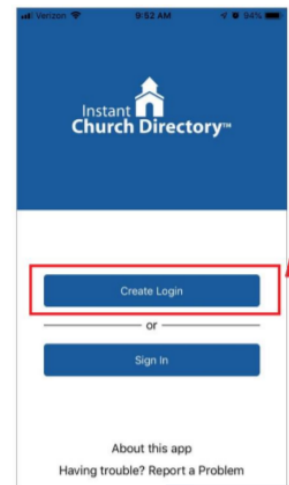 Verizon 9:52 AM 94%
Instant
Church Directory™
Create Login
or
Sign In
About this app
Having trouble? Report a Problem